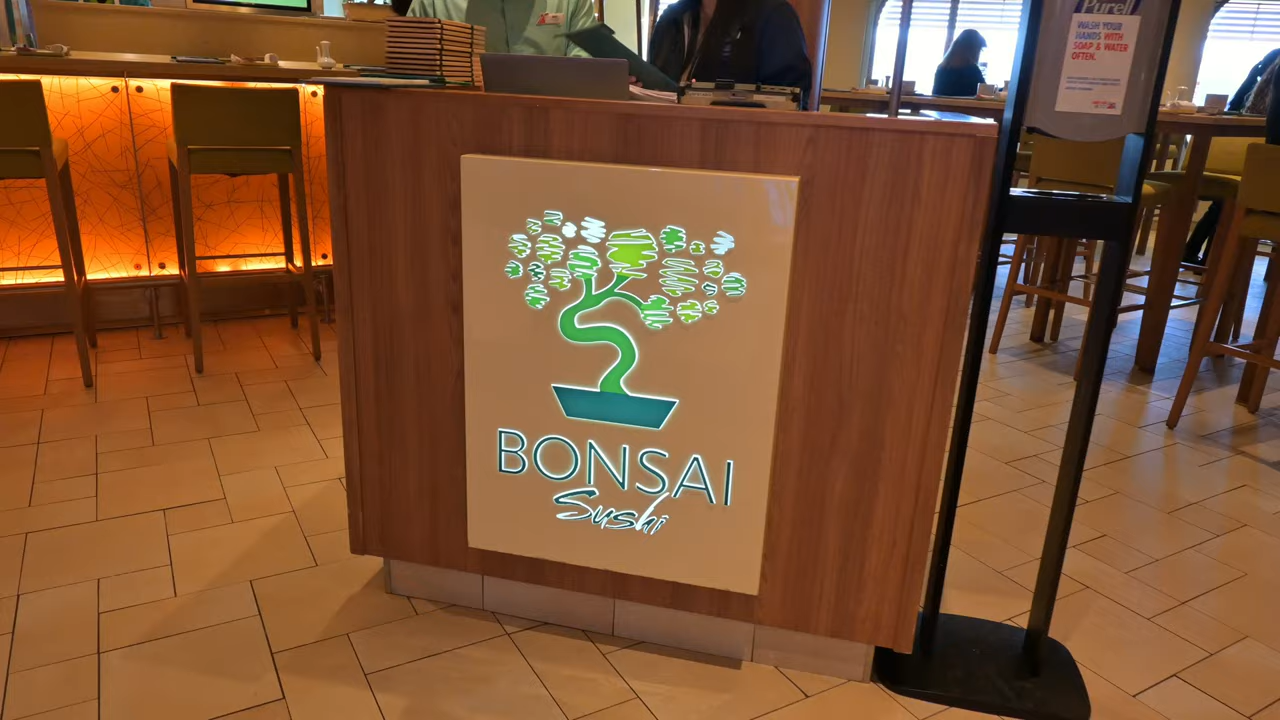 Purell
WASH YOUR
HANDS WITH
SOAP & WATER
OFTEN.
BONSAI
Sushi